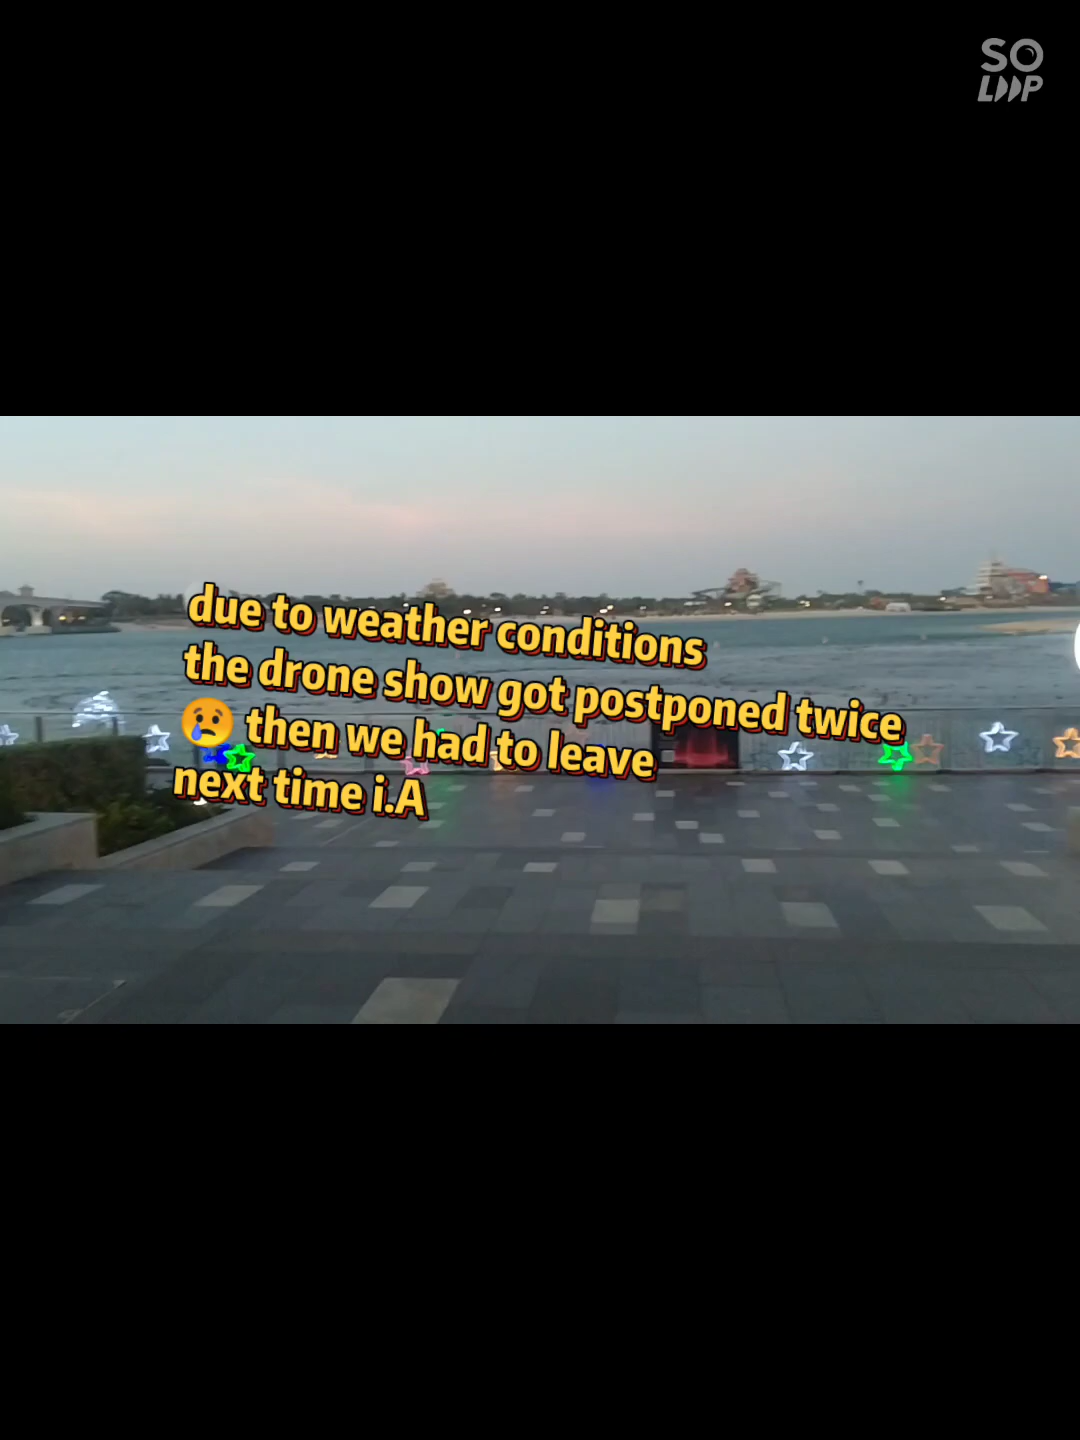 SO
LOOP
due to weather conditions
the drone show got postponed twice
😢 then we had to leave
next time i.A